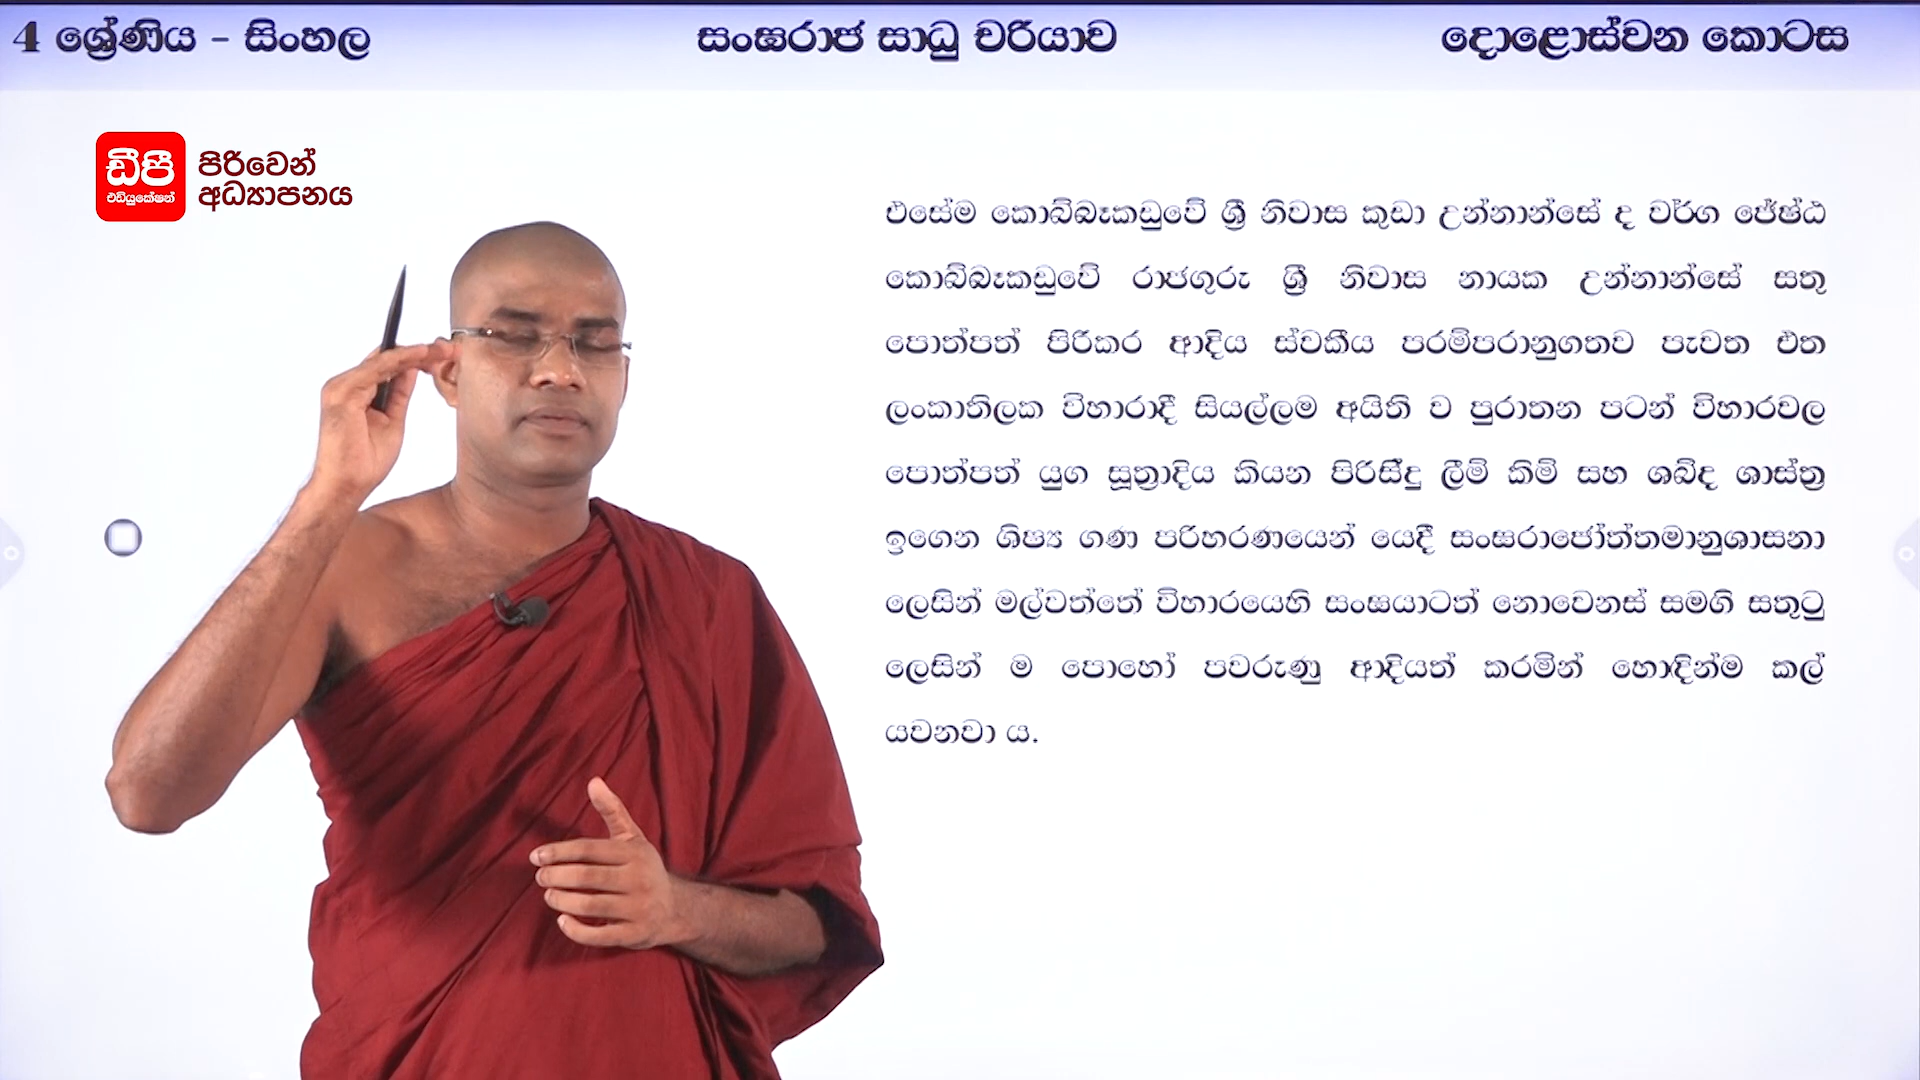 4 ශ්‍රේණිය - සිංහල
සංඝරාජ සාධු චරියාව
දොළොස්වන කොටස
ඩීපී
එඩියුකේෂන්
පිරිවෙන්
අධ්‍යාපනය
එසේම කොබ්බෑකඩුවේ ශ්‍රී නිවාස කුඩා උන්නාන්සේ ද වර්ග ජේෂ්ඨ
කොබ්බෑකඩුවේ රාජගුරු ශ්‍රී නිවාස නායක උන්නාන්සේ සතු
පොත්පත් පිරිකර ආදිය ස්වකීය පරම්පරානුගතව පැවත එත
ලංකාතිලක විහාරාදී සියල්ලම අයිති ව පුරාතන පටන් විහාරවල
පොත්පත් යුග සූත්‍රාදිය කියන පිරිසිදු ලීම් කිම් සහ ශබ්ද ශාස්ත්‍ර
ඉගෙන ශිෂ්‍ය ගණ පරිහරණයෙන් යෙදී සංඝරාජෝත්තමානුශාසනා
ලෙසින් මල්වත්තේ විහාරයෙහි සංඝයාටත් නොවෙනස් සමගි සතුටු
ලෙසින් ම පොහෝ පවරුණු ආදියත් කරමින් හොඳින්ම කල්
යවනවා ය.